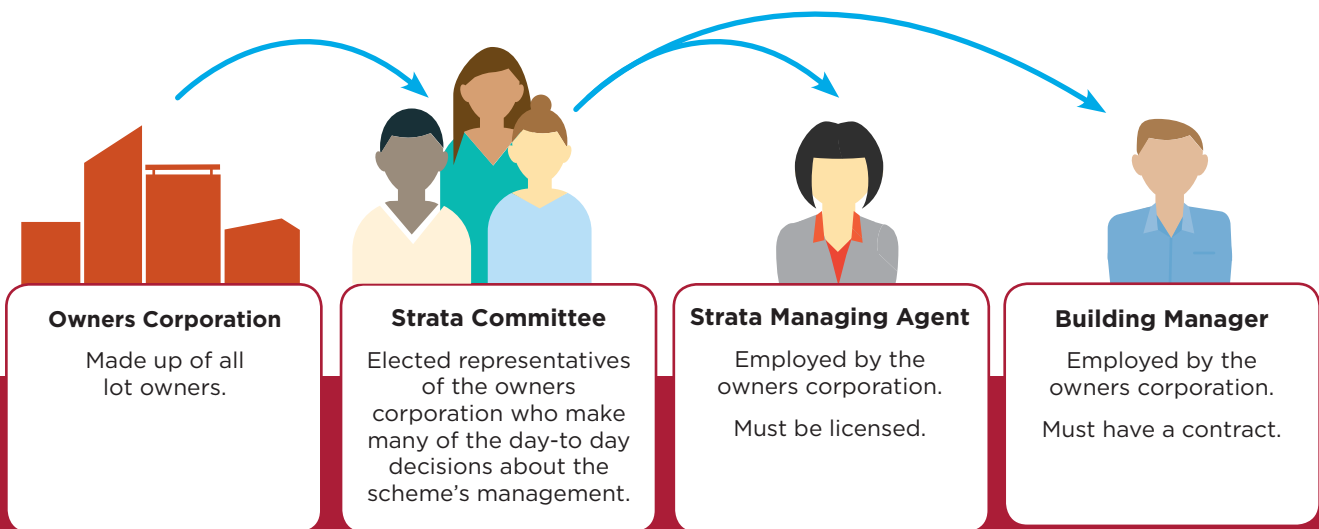 Owners Corporation
Made up of all
lot owners.
Strata Committee
Elected representatives
of the owners
corporation who make
many of the day-to day
decisions about the
scheme's management.
Strata Managing Agent
Employed by the
owners corporation.
Must be licensed.
Building Manager
Employed by the
owners corporation.
Must have a contract.